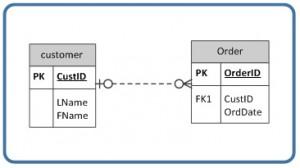 customer
PK CustID
LName
FName
Order
PK OrderID
FK1 CustID
OrdDate